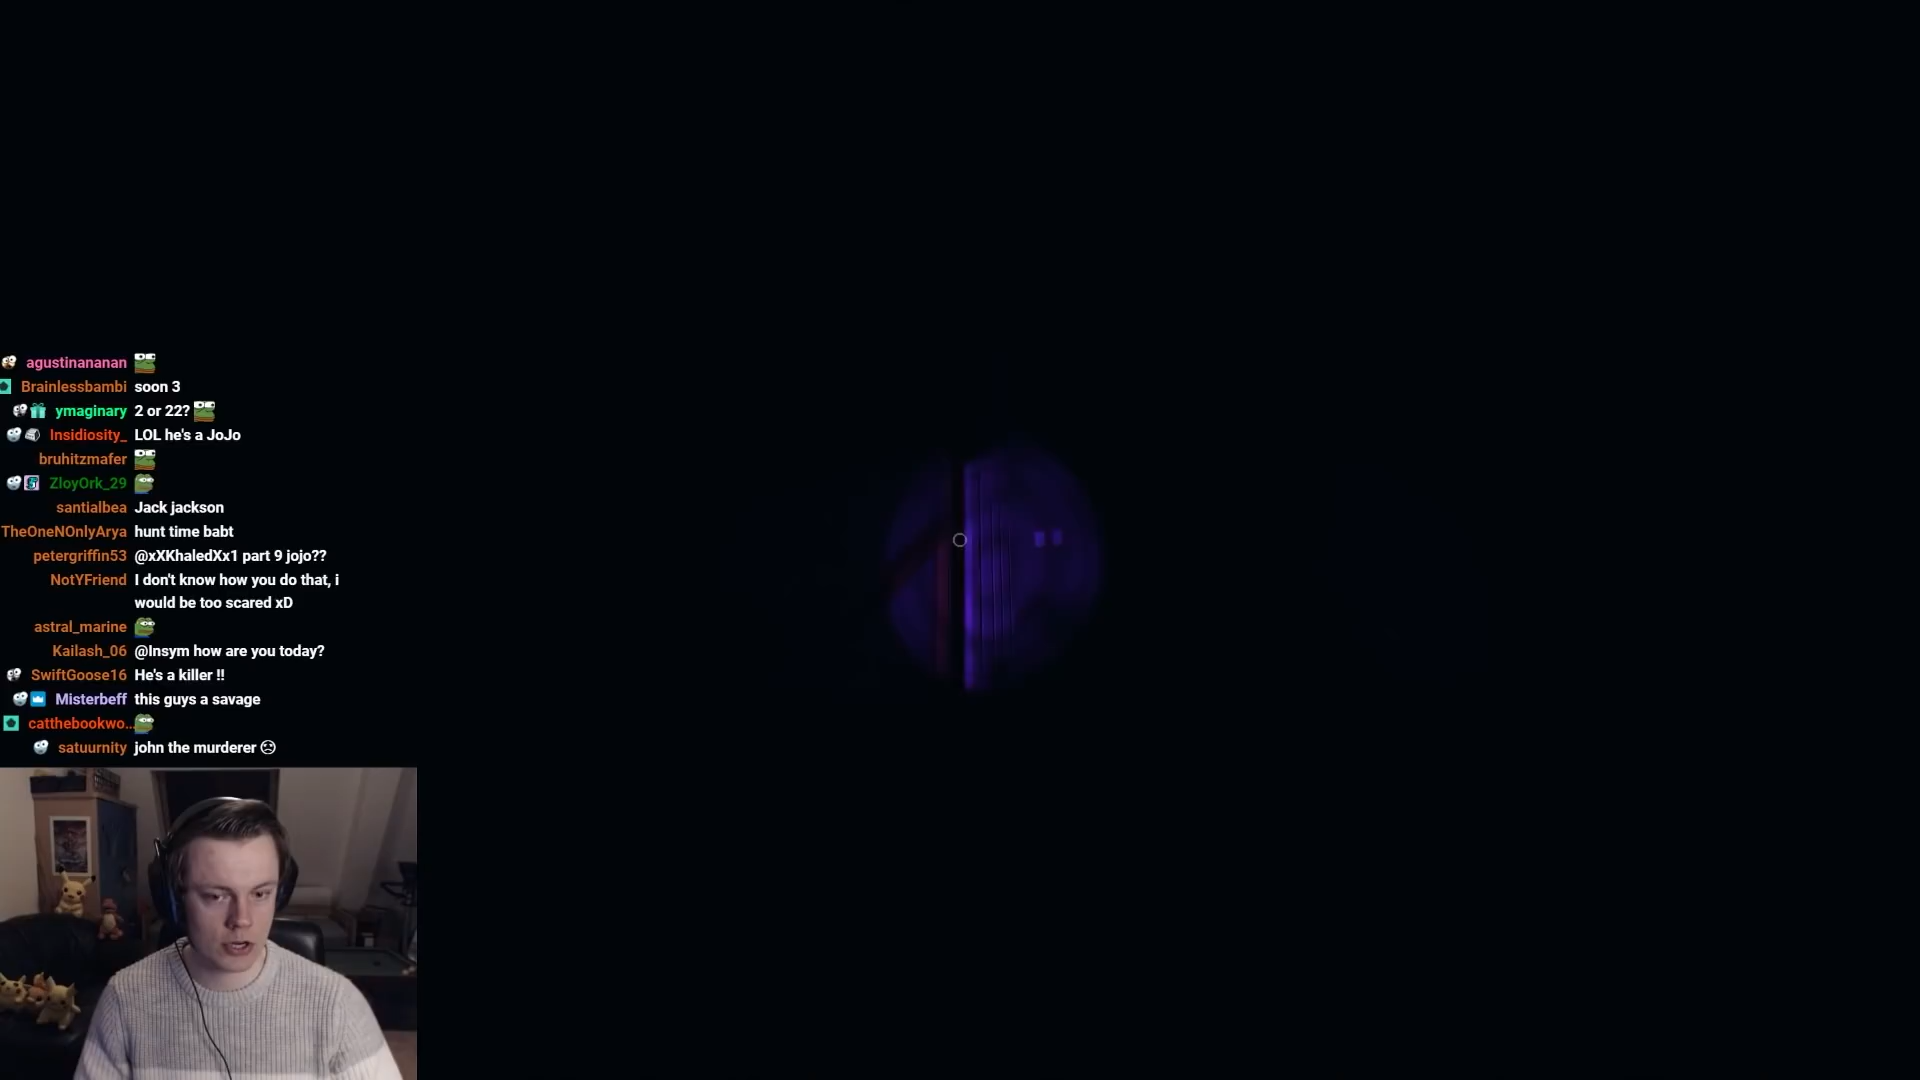 agustinananan
Brainlessbambi soon 3
ymaginary 2 or 22?
Insidiosity_ LOL he's a JoJo
bruhitzmafer
ZloyOrk_29
santialbea Jack jackson
TheOneNOnlyArya hunt time babt
petergriffin53 @xXKhaledXx1 part 9 jojo??
NotYFriend I don't know how you do that, i
would be too scared xD
astral_marine
Kailash_06 @Insym how are you today?
SwiftGoose16 He's a killer !!
Misterbeff this guys a savage
catthebookwo...
satuurnity john the murderer ☹